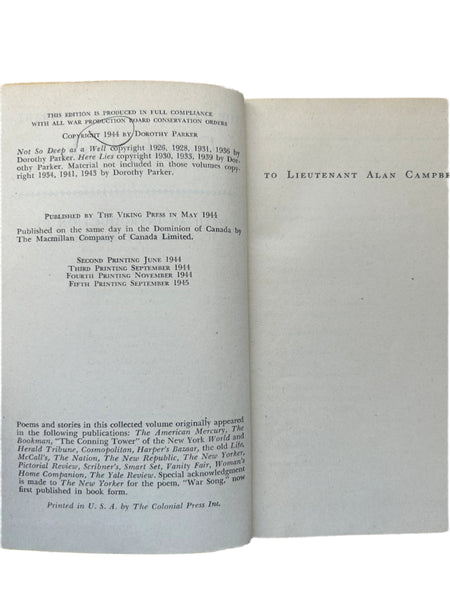 THIS EDITION IS PRODUCED IN FULL COMPLIANCE
WITH ALL WAR PRODUCTION BOARD CONSERVATION ORDERS
COPYRIGHT 1944 BY DOROTHY PARKER
Not So Deep as a Well copyright 1926, 1928, 1931, 1936 by
Dorothy Parker. Here Lies copyright 1930, 1933, 1939 by Dor-
othy Parker. Material not included in those volumes copy-
right 1934, 1941, 1943 by Dorothy Parker.
PUBLISHED BY THE VIKING PRESS IN MAY 1944
Published on the same day in the Dominion of Canada by
The Macmillan Company of Canada Limited.
SECOND PRINTING JUNE 1944
THIRD PRINTING SEPTEMBER 1944
FOURTH PRINTING NOVEMBER 1944
FIFTH PRINTING SEPTEMBER 1945
Poems and stories in this collected volume originally appeared
in the following publications: The American Mercury, The
Bookman, "The Conning Tower" of the New York World and
Herald Tribune, Cosmopolitan, Harper's Bazaar, the old Life,
McCall's, The Nation, The New Republic, The New Yorker,
Pictorial Review, Scribner's, Smart Set, Vanity Fair, Woman's
Home Companion, The Yale Review. Special acknowledgment
is made to The New Yorker for the poem, "War Song," now
first published in book form.
Printed in U. S. A. by The Colonial Press Inc.
TO LIEUTENANT ALAN CAMPBE